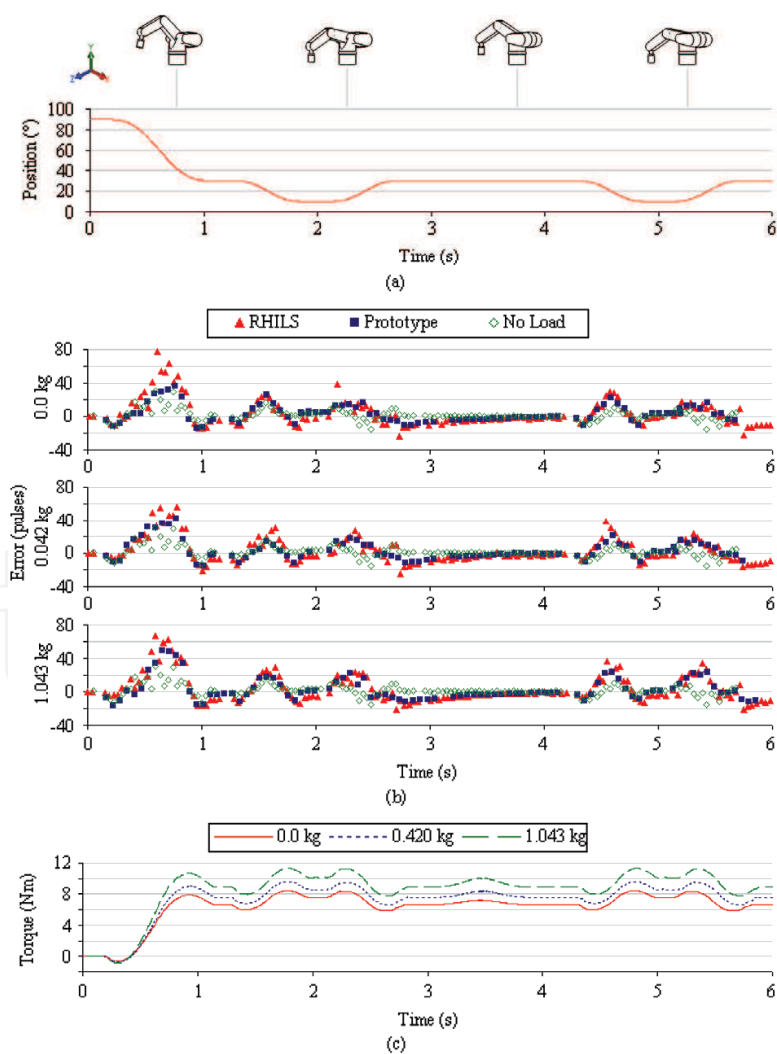 Y
Z
100
80
60
40
20
0
Position (°)
0 1 2 3 4 5 6
Time (s)
(a)
RHILS Prototype No Load
80
40
0
-40
0.0 kg
0 1 2 3 4 5 6
Error (pulses)
80
40
0
-40
0.042 kg
0 1 2 3 4 5 6
80
40
0
-40
1.043 kg
0 1 2 3 4 5 6
Time (s)
(b)
0.0 kg 0.420 kg 1.043 kg
12
8
4
0
Torque (Nm)
0 1 2 3 4 5 6
Time (s)
(c)